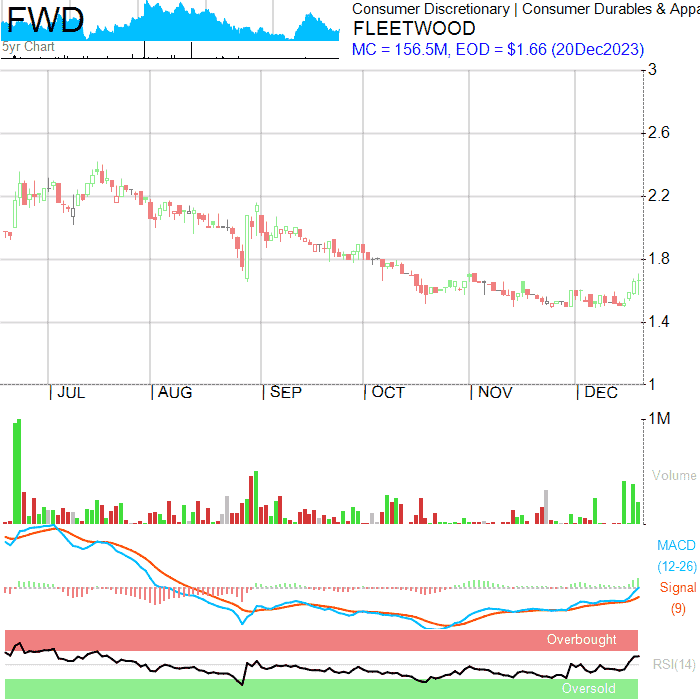 FWD
5yr Chart
Consumer Discretionary | Consumer Durables & Appa
FLEETWOOD
MC = 156.5M, EOD = $1.66 (20Dec2023)
3
2.6
2.2
1.8
1.4
1
JUL
AUG
SEP
OCT
NOV
DEC
1M
Volume
MACD
(12-26)
Signal
(9)
Overbought
RSI(14)
Oversold